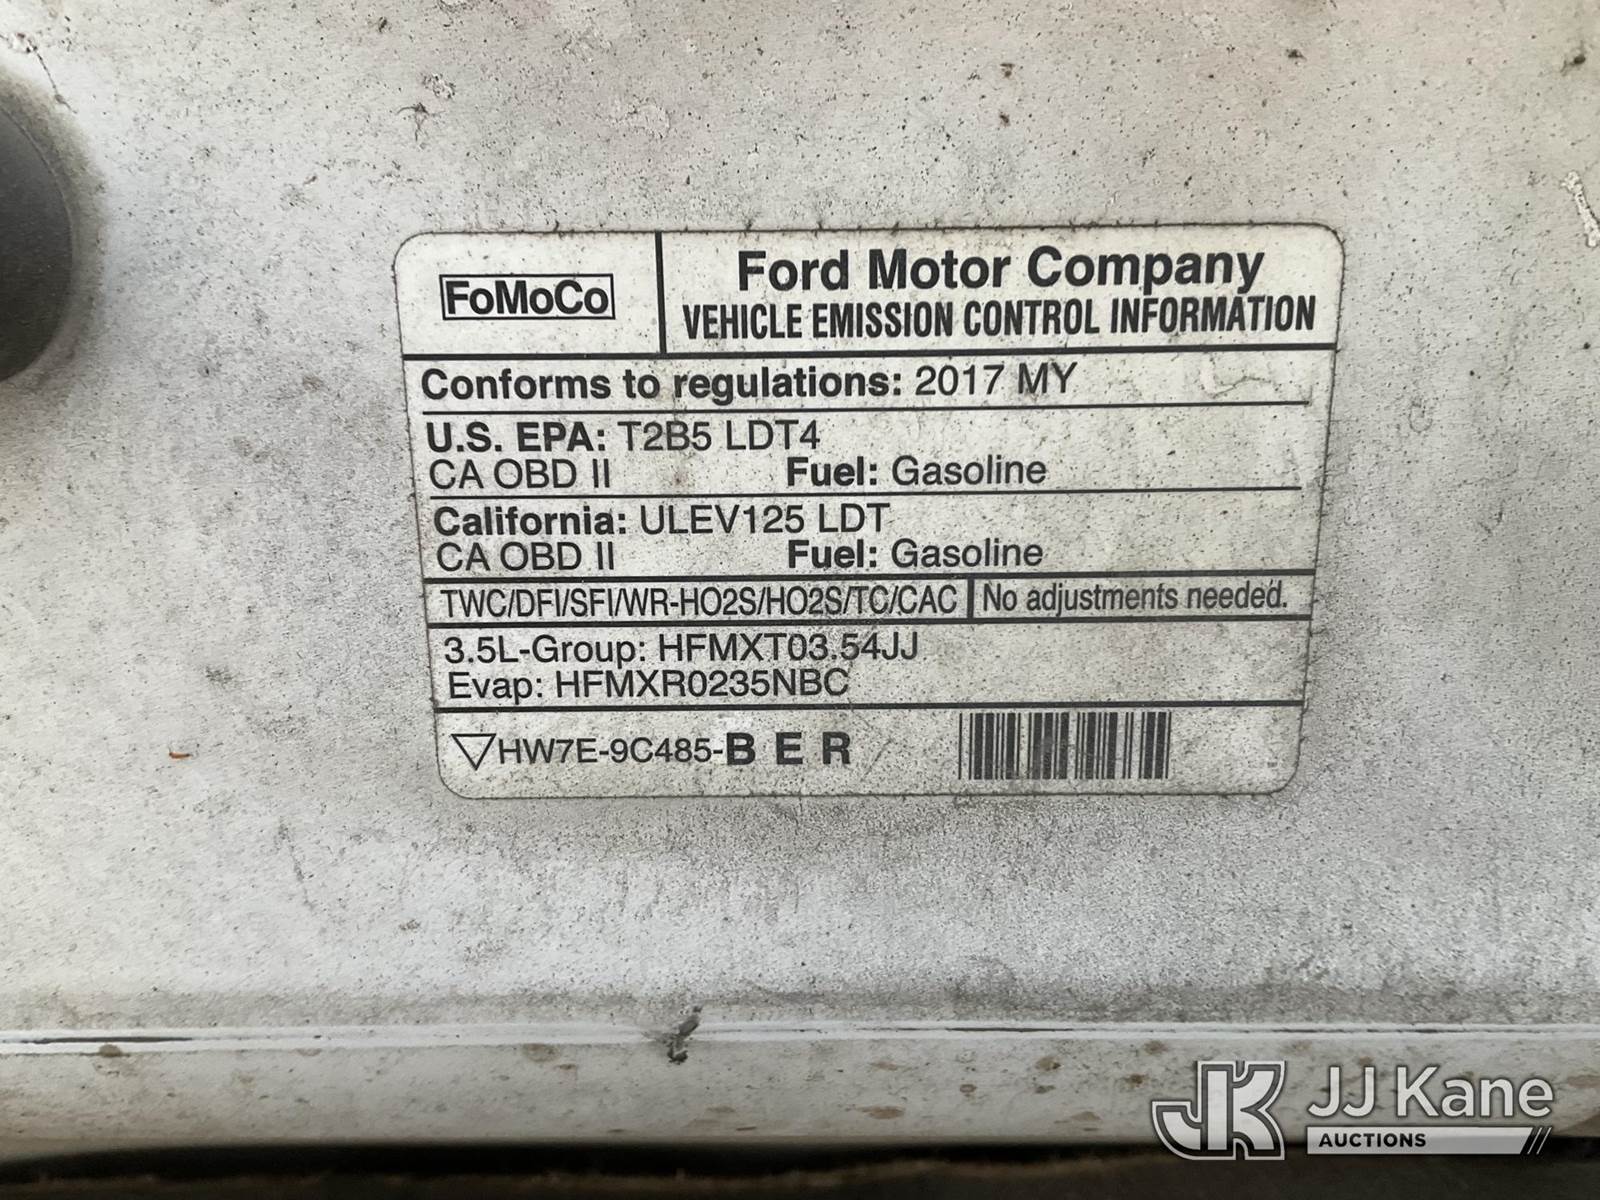 FoMoCo
Ford Motor Company
VEHICLE EMISSION CONTROL INFORMATION
Conforms to regulations: 2017 MY
U.S. EPA: T2B5 LDT4
CA OBD II Fuel: Gasoline
California: ULEV125 LDT
CA OBD II Fuel: Gasoline
TWC/DFI/SFI/WR-HO2S/HO2S/TC/CAC No adjustments needed.
3.5L-Group: HFMXT03.54JJ
Evap: HFMXR0235NBC
HW7E-9C485-B E R
JK JJ Kane
AUCTIONS